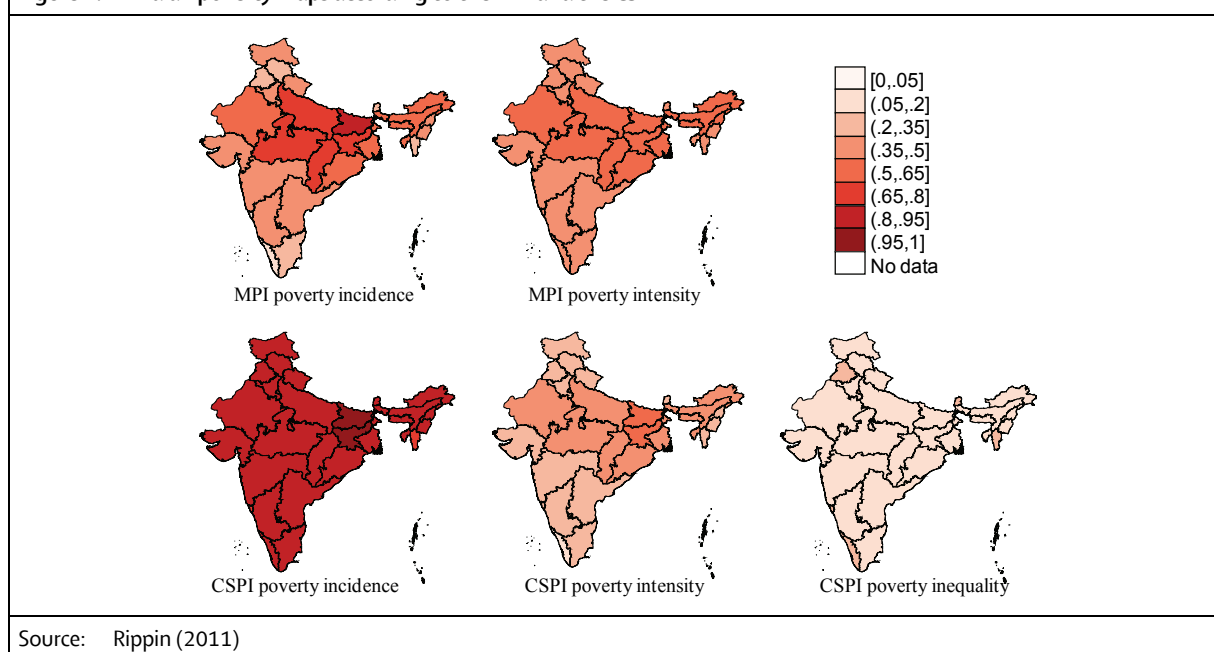 [0,.05]
(.05,.2]
(.2,.35]
(.35,.5]
(.5,.65]
(.65,.8]
(.8,.95]
(.95,1]
No data
MPI poverty incidence
MPI poverty intensity
CSPI poverty incidence
CSPI poverty intensity
CSPI poverty inequality
Source: Rippin (2011)